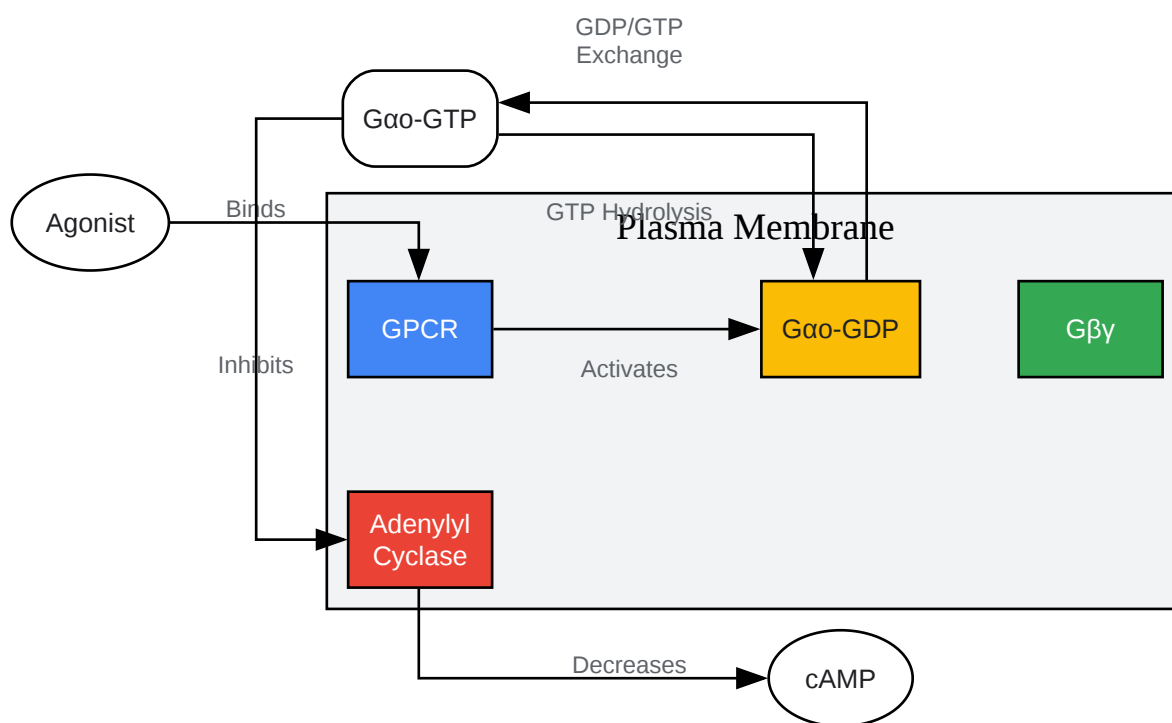 GDP/GTP
Exchange
Gαo-GTP
Agonist
Binds
GTP Hydrolysis
Plasma Membrane
GPCR
Gαo-GDP
Gβγ
Inhibits
Activates
Adenylyl
Cyclase
Decreases
cAMP